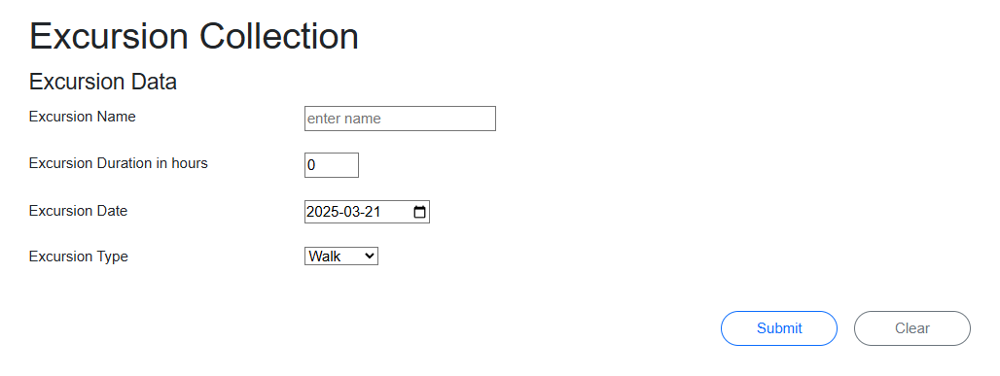 Excursion Collection
Excursion Data
Excursion Name enter name
Excursion Duration in hours 0
Excursion Date 2025-03-21
Excursion Type Walk
Submit Clear